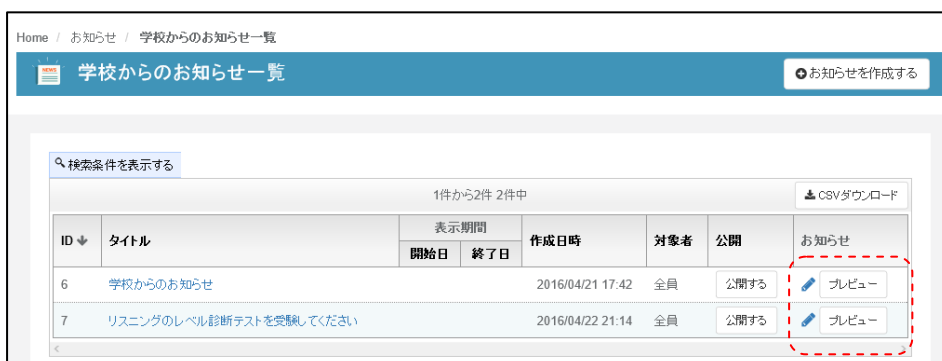 Home / お知らせ / 学校からのお知らせ一覧
NEWS 学校からのお知らせ一覧 お知らせを作成する
検索条件を表示する
1件から2件 2件中 CSVダウンロード
ID タイトル 表示期間 作成日時 対象者 公開 お知らせ
開始日 終了日
6 学校からのお知らせ 2016/04/21 17:42 全員 公開する プレビュー
7 リスニングのレベル診断テストを受験してください 2016/04/22 21:14 全員 公開する プレビュー